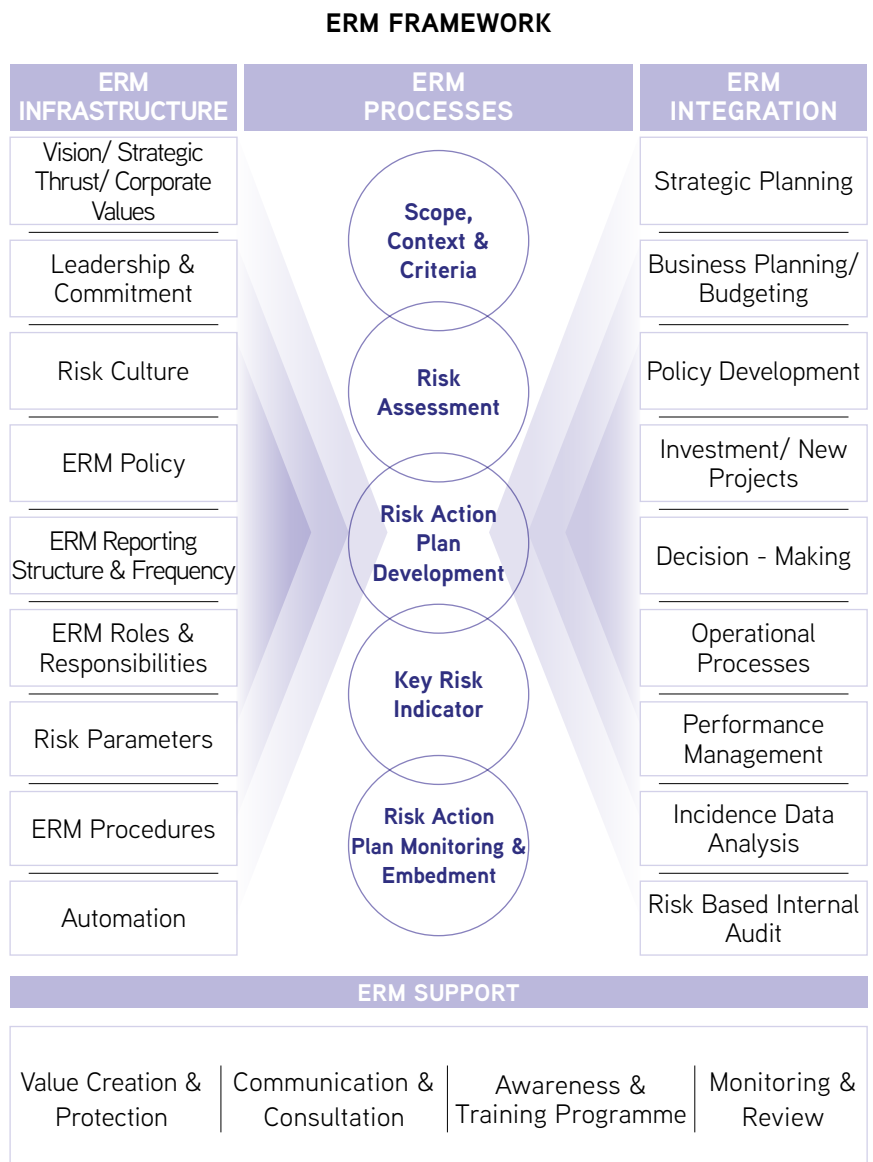 ERM FRAMEWORK
ERM
INFRASTRUCTURE
Vision/ Strategic
Thrust/ Corporate
Values
Leadership &
Commitment
Risk Culture
ERM Policy
ERM Reporting
Structure & Frequency
ERM Roles &
Responsibilities
Risk Parameters
ERM Procedures
Automation
ERM
PROCESSES
Scope,
Context &
Criteria
Risk
Assessment
Risk Action
Plan
Development
Key Risk
Indicator
Risk Action
Plan Monitoring &
Embedment
ERM
INTEGRATION
Strategic Planning
Business Planning/
Budgeting
Policy Development
Investment/ New
Projects
Decision - Making
Operational
Processes
Performance
Management
Incidence Data
Analysis
Risk Based Internal
Audit
ERM SUPPORT
Value Creation &
Protection
Communication &
Consultation
Awareness &
Training Programme
Monitoring &
Review